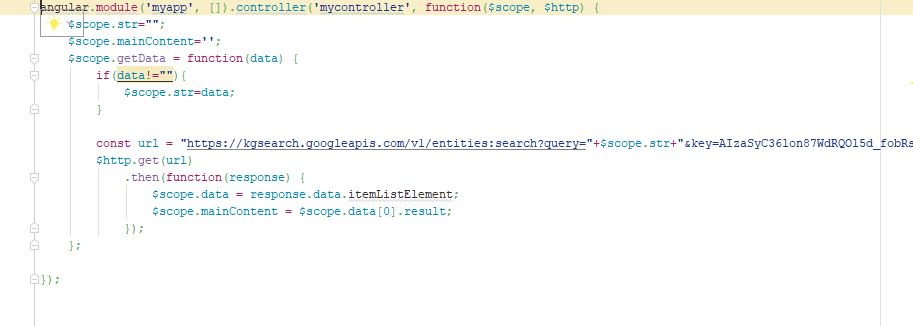 angular.module('myapp', []).controller('mycontroller', function($scope, $http) {
$scope.str="";
$scope.mainContent='';
$scope.getData = function(data) {
if(data!=""){
$scope.str=data;
}
const url = "https://kgsearch.googleapis.com/v1/entities:search?query="+$scope.str+"&key=AIzaSyC36lon87WdRQOl5d_fobRs
$http.get(url)
.then(function(response) {
$scope.data = response.data.itemListElement;
$scope.mainContent = $scope.data[0].result;
});
};
});